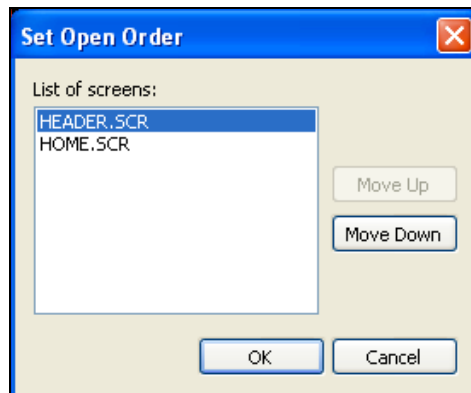 Set Open Order
List of screens:
HEADER.SCR
HOME.SCR
Move Up
Move Down
OK
Cancel